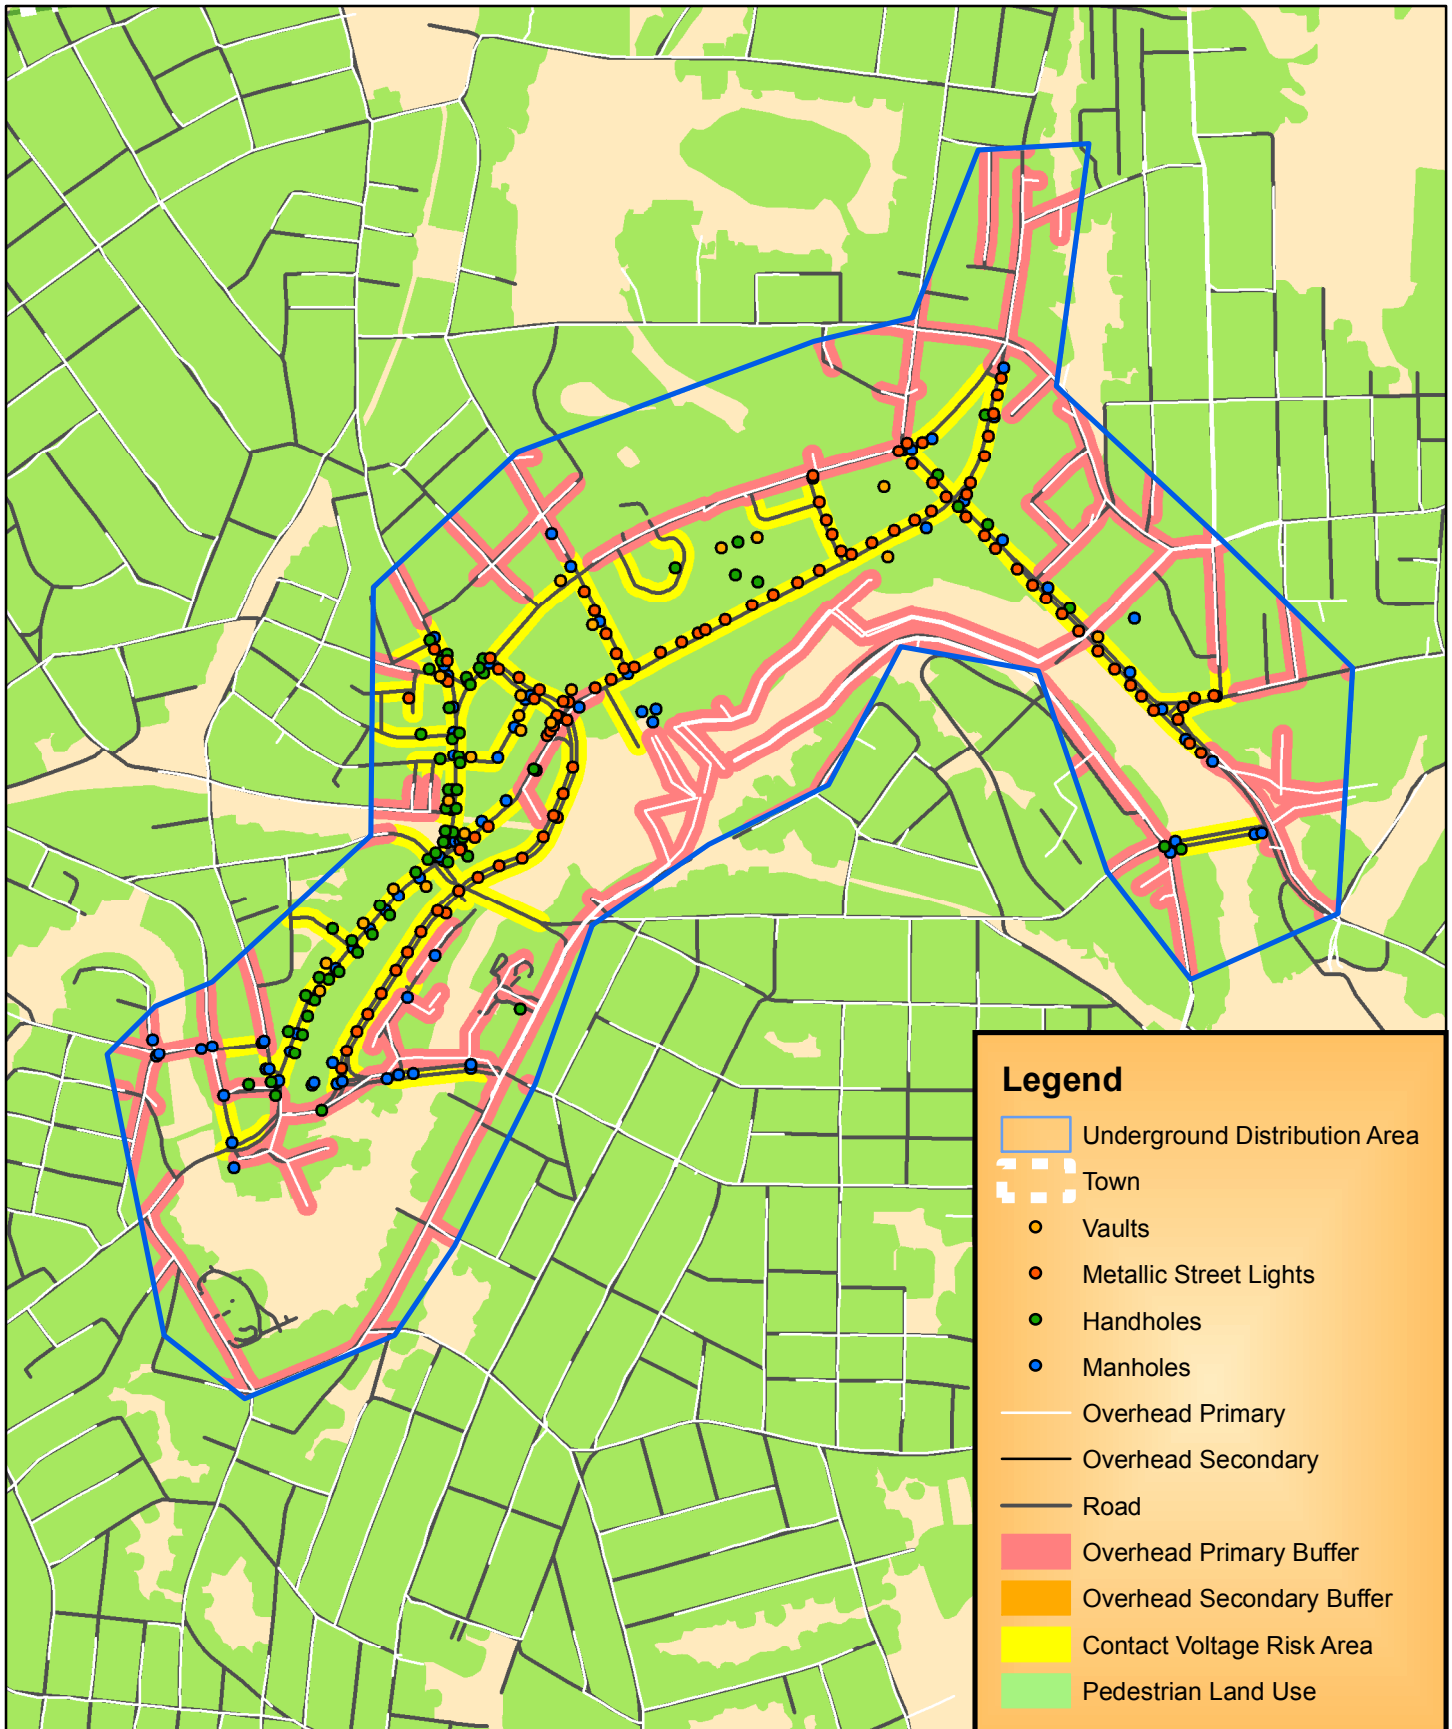 Legend
Underground Distribution Area
Town
Vaults
Metallic Street Lights
Handholes
Manholes
Overhead Primary
Overhead Secondary
Road
Overhead Primary Buffer
Overhead Secondary Buffer
Contact Voltage Risk Area
Pedestrian Land Use